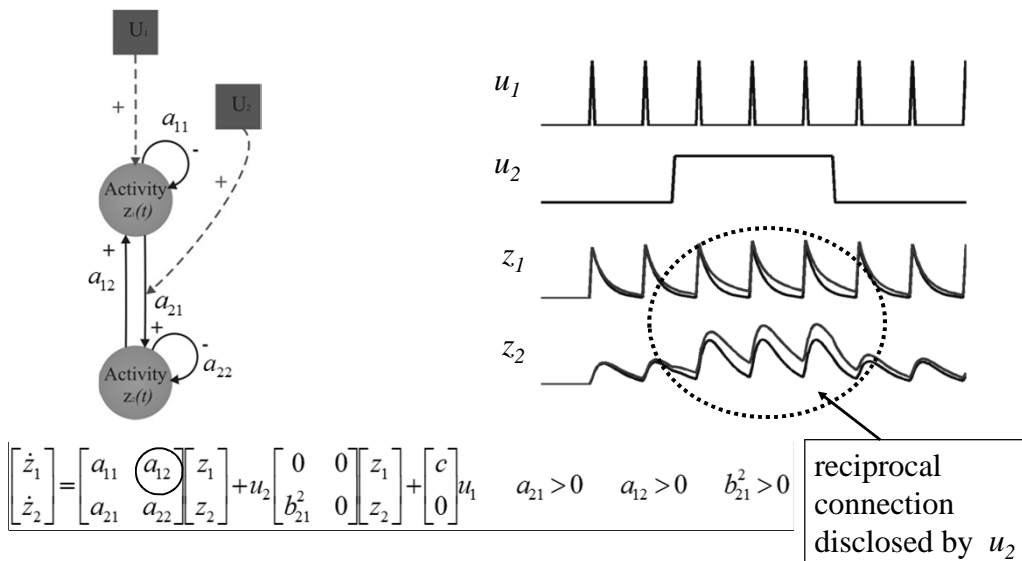 U₁
U₂
+
+
a₁₁
-
Activity
z₁(t)
+
a₁₂
a₂₁
+
-
a₂₂
Activity
z₂(t)
u₁
u₂
z₁
z₂
[ż₁ ż₂] = [a₁₁ a₁₂ a₂₁ a₂₂] [z₁ z₂] + u₂ [0 0 b²₂₁ 0] [z₁ z₂] + [c 0] u₁ a₂₁ > 0 a₁₂ > 0 b²₂₁ > 0
reciprocal
connection
disclosed by u₂